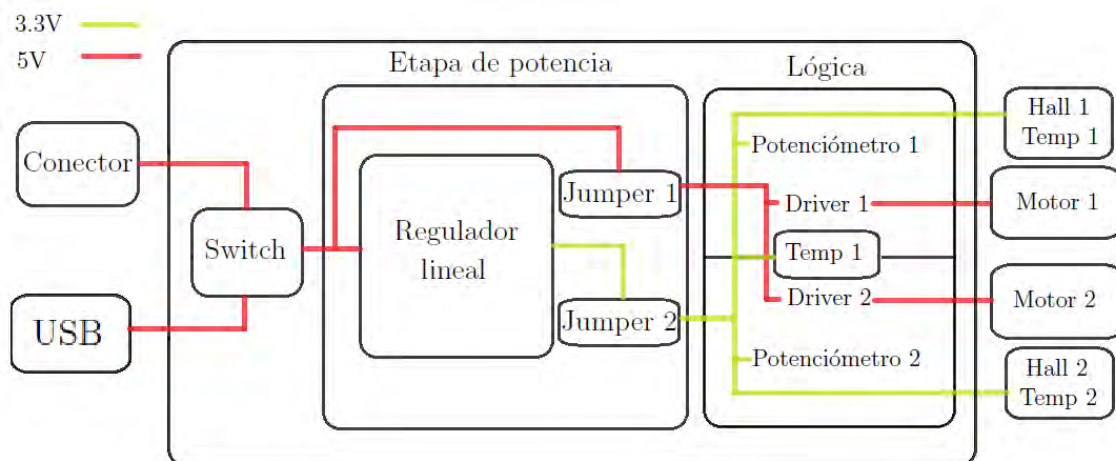 3.3V
5V
Etapa de potencia
Lógica
Conector
USB
Switch
Regulador
lineal
Jumper 1
Jumper 2
Potenciómetro 1
Driver 1
Temp 1
Driver 2
Potenciómetro 2
Hall 1
Temp 1
Motor 1
Motor 2
Hall 2
Temp 2